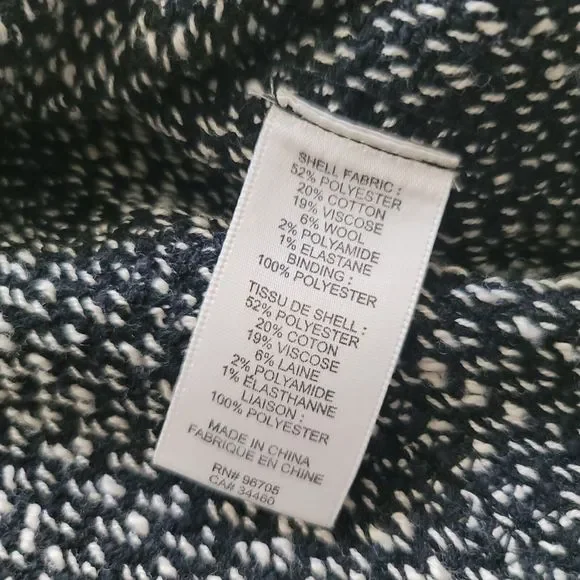 SHELL FABRIC :
52% POLYESTER
20% COTTON
19% VISCOSE
6% WOOL
2% POLYAMIDE
1% ELASTANE
BINDING :
100% POLYESTER
TISSU DE SHELL :
52% POLYESTER
20% COTON
19% VISCOSE
6% LAINE
2% POLYAMIDE
1% ELASTHANNE
LIAISON :
100% POLYESTER
MADE IN CHINA
FABRIQUE EN CHINE
RN# 96705
CA# 34460